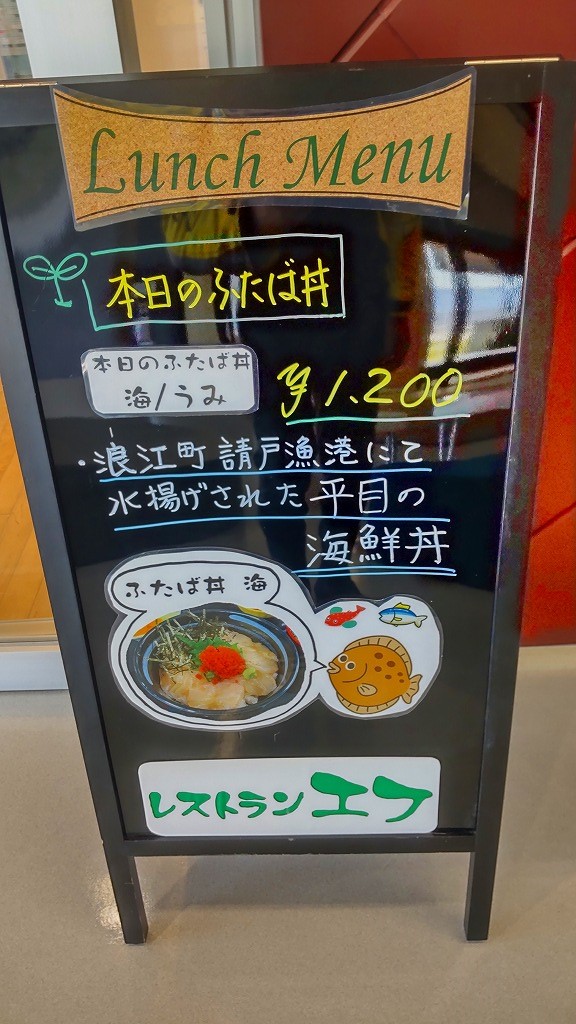 Lunch Menu
本日のふたば丼
本日のふたば丼
海/うみ
¥1.200
・浪江町請戸漁港にて
水揚げされた平目の
海鮮丼
ふたば丼 海
レストラン エフ